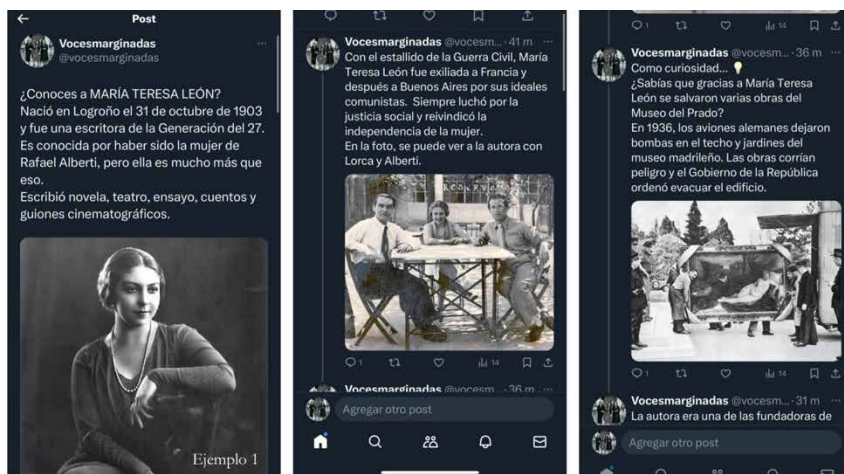 Post
Vocesmarginadas
@vocesmarginadas
¿Conoces a MARÍA TERESA LEÓN?
Nació en Logroño el 31 de octubre de 1903
y fue una escritora de la Generación del 27.
Es conocida por haber sido la mujer de
Rafael Alberti, pero ella es mucho más que
eso.
Escribió novela, teatro, ensayo, cuentos y
guiones cinematográficos.
Ejemplo 1
Vocesmarginadas @vocesm... · 41 m
Con el estallido de la Guerra Civil, María
Teresa León fue exiliada a Francia y
después a Buenos Aires por sus ideales
comunistas. Siempre luchó por la
justicia social y reivindicó la
independencia de la mujer.
En la foto, se puede ver a la autora con
Lorca y Alberti.
1
14
Vocesmarginadas @vocesm... · 36 m
Agregar otro post
1
14
Vocesmarginadas @vocesm... · 36 m
Como curiosidad...
¿Sabías que gracias a María Teresa
León se salvaron varias obras del
Museo del Prado?
En 1936, los aviones alemanes dejaron
bombas en el techo y jardines del
museo madrileño. Las obras corrían
peligro y el Gobierno de la República
ordenó evacuar el edificio.
1
14
Vocesmarginadas @vocesm... · 31 m
La autora era una de las fundadoras de
Agregar otro post